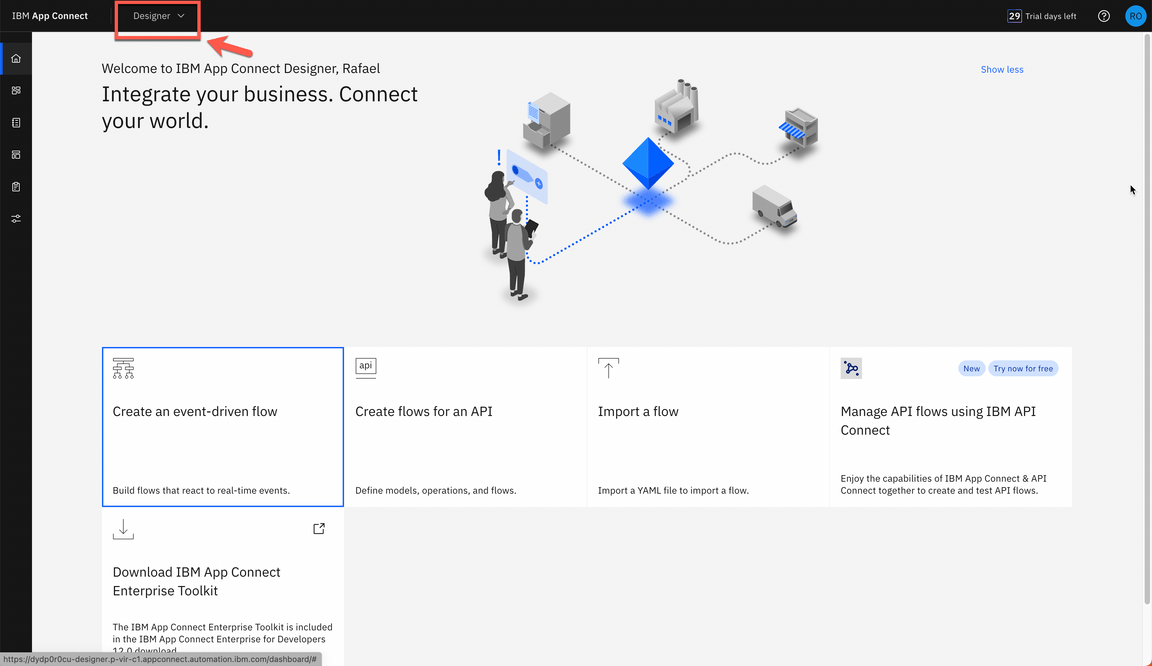 IBM App Connect
Designer
29 Trial days left
RO
Welcome to IBM App Connect Designer, Rafael
Show less
Integrate your business. Connect
your world.
!
api
New
Try now for free
Create an event-driven flow
Create flows for an API
Import a flow
Manage API flows using IBM API
Connect
Build flows that react to real-time events.
Define models, operations, and flows.
Import a YAML file to import a flow.
Enjoy the capabilities of IBM App Connect & API
Connect together to create and test API flows.
Download IBM App Connect
Enterprise Toolkit
The IBM App Connect Enterprise Toolkit is included
in the IBM App Connect Enterprise for Developers
12.0 download.
https://dydp0r0cu-designer.p-vir-c1.appconnect.automation.ibm.com/dashboard/#